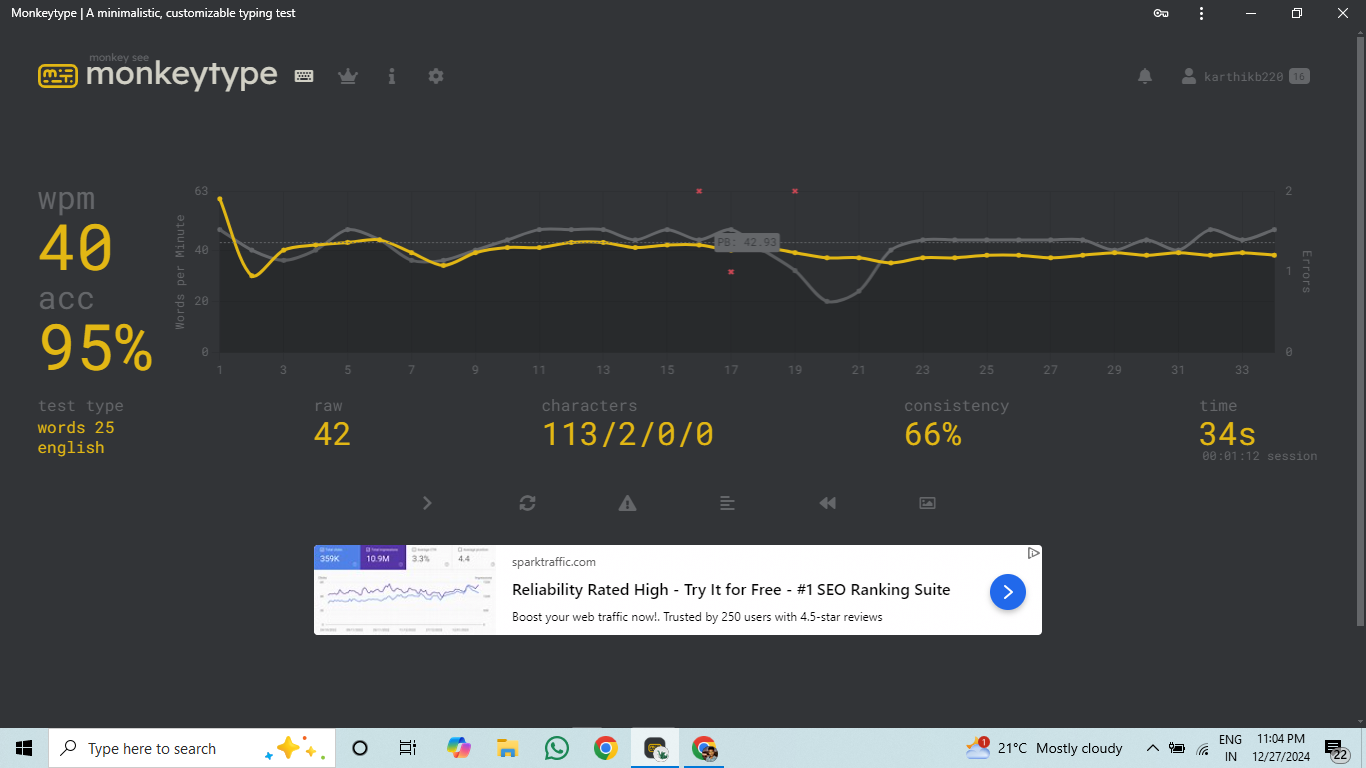 Monkeytype | A minimalistic, customizable typing test
monkey see
monkeytype
karthikb220 16
wpm
40
acc
95%
Words per Minute
63
40
20
0
PB: 42.93
2
1
0
Errors
1 3 5 7 9 11 13 15 17 19 21 23 25 27 29 31 33
test type
words 25
english
raw
42
characters
113/2/0/0
consistency
66%
time
34s
00:01:12 session
359K 10.9M 3.3% 4.4
sparktraffic.com
Reliability Rated High - Try It for Free - #1 SEO Ranking Suite
Boost your web traffic now!. Trusted by 250 users with 4.5-star reviews
Type here to search
1
21°C Mostly cloudy
ENG
IN
11:04 PM
12/27/2024
22